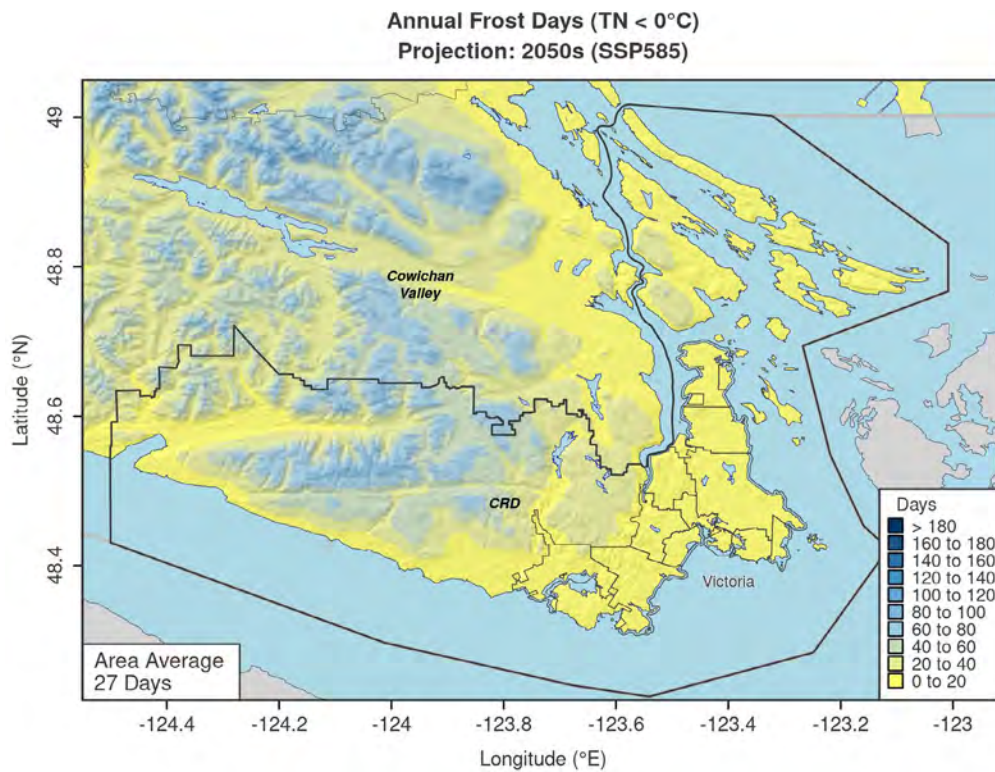 Annual Frost Days (TN < 0°C)
Projection: 2050s (SSP585)
Latitude (°N)
49
48.8
48.6
48.4
Cowichan
Valley
CRD
Victoria
Days
> 180
160 to 180
140 to 160
120 to 140
100 to 120
80 to 100
60 to 80
40 to 60
20 to 40
0 to 20
Area Average
27 Days
-124.4 -124.2 -124 -123.8 -123.6 -123.4 -123.2 -123
Longitude (°E)